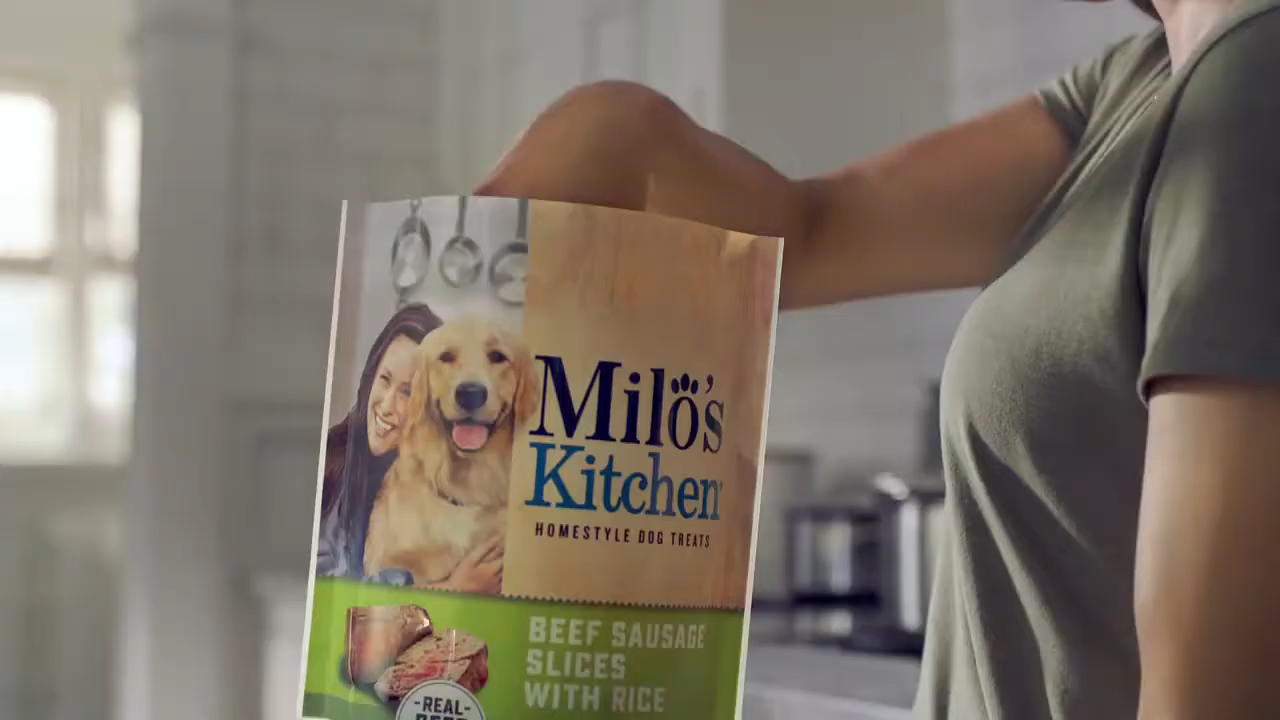 Milo's
Kitchen
HOMESTYLE DOG TREATS
BEEF SAUSAGE
SLICES
WITH RICE
-REAL-